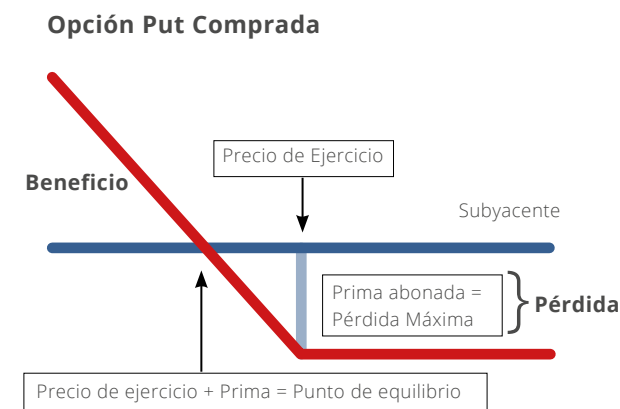 Opción Put Comprada
Precio de Ejercicio
Beneficio
Subyacente
Prima abonada =
Pérdida Máxima
Pérdida
Precio de ejercicio + Prima = Punto de equilibrio